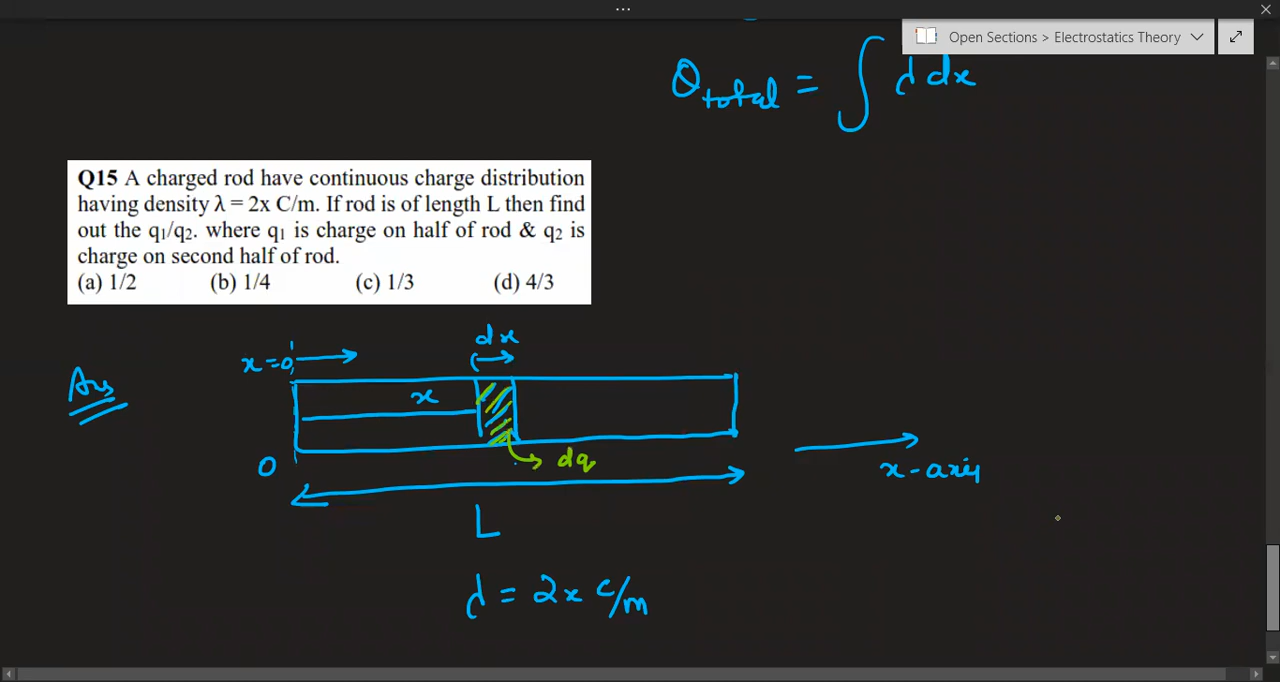 Open Sections > Electrostatics Theory
Q total = ∫ λ dx
Q15 A charged rod have continuous charge distribution
having density λ = 2x C/m. If rod is of length L then find
out the q₁/q₂. where q₁ is charge on half of rod & q₂ is
charge on second half of rod.
(a) 1/2 (b) 1/4 (c) 1/3 (d) 4/3
Ans
x=0
dx
x
0
dq
x-axis
L
λ = 2x C/m